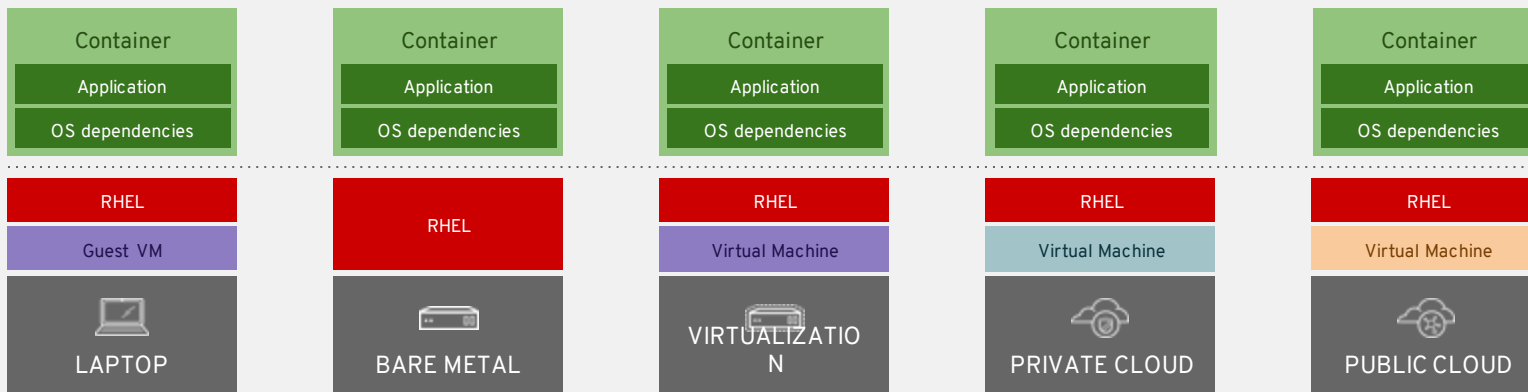 Container
Application
OS dependencies
RHEL
Guest VM
LAPTOP
Container
Application
OS dependencies
RHEL
BARE METAL
Container
Application
OS dependencies
RHEL
Virtual Machine
VIRTUALIZATIO
N
Container
Application
OS dependencies
RHEL
Virtual Machine
PRIVATE CLOUD
Container
Application
OS dependencies
RHEL
Virtual Machine
PUBLIC CLOUD